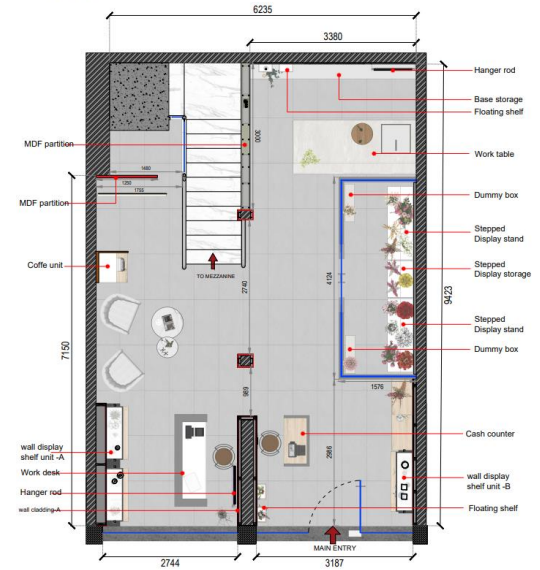 6235
3380
Hanger rod
Base storage
Floating shelf
3000
MDF partition
Work table
1460
1350
1755
MDF partition
Dummy box
Stepped
Display stand
Coffe unit
TO MEZZANINE
Stepped
Display storage
2740
4124
9423
7150
Stepped
Display stand
Dummy box
989
1576
Cash counter
2986
wall display
shelf unit -A
Work desk
wall display
shelf unit -B
Hanger rod
wall cladding-A
Floating shelf
MAIN ENTRY
2744
3187